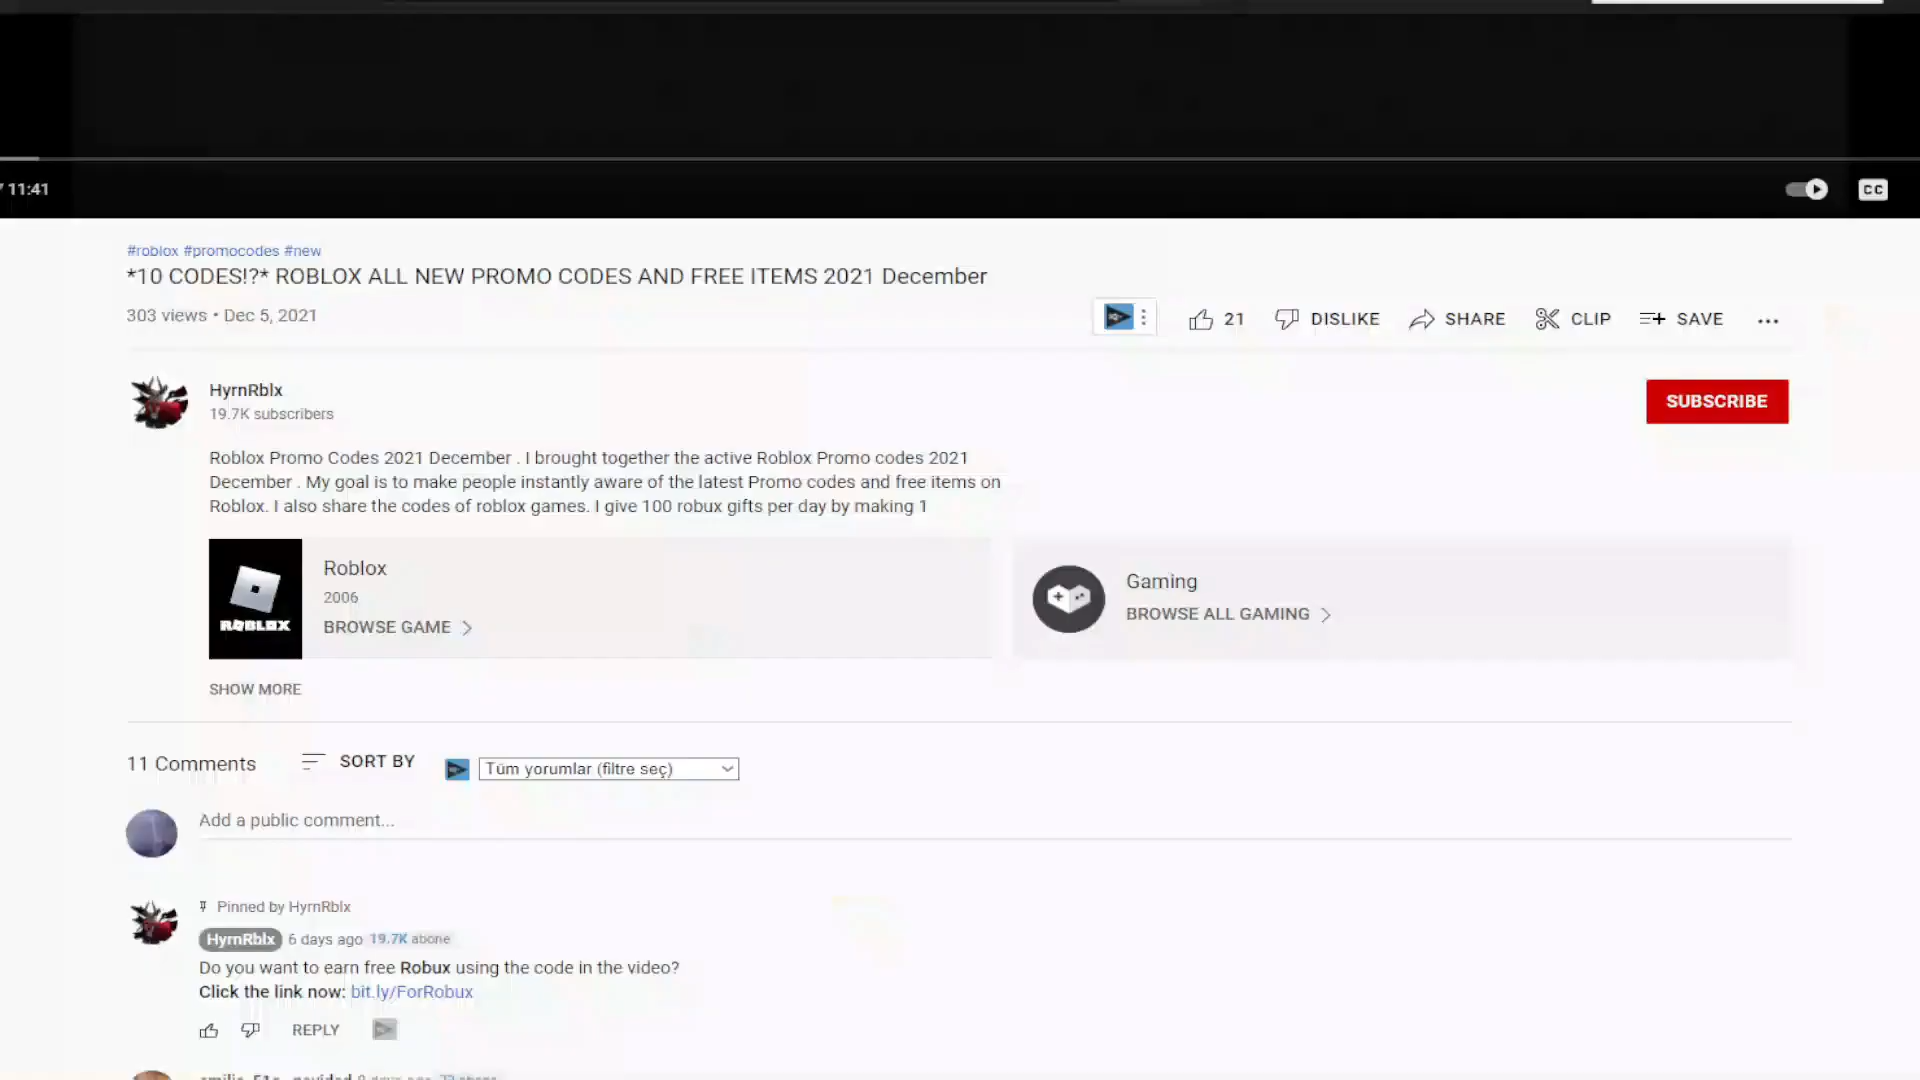 11:41
CC
#roblox #promocodes #new
*10 CODES!?* ROBLOX ALL NEW PROMO CODES AND FREE ITEMS 2021 December
303 views • Dec 5, 2021
21 DISLIKE SHARE CLIP SAVE ...
HyrnRblx
19.7K subscribers
SUBSCRIBE
Roblox Promo Codes 2021 December . I brought together the active Roblox Promo codes 2021
December . My goal is to make people instantly aware of the latest Promo codes and free items on
Roblox. I also share the codes of roblox games. I give 100 robux gifts per day by making 1
ROBLOX
Roblox
2006
BROWSE GAME
Gaming
BROWSE ALL GAMING
SHOW MORE
11 Comments SORT BY Tüm yorumlar (filtre seç)
Add a public comment...
Pinned by HyrnRblx
HyrnRblx 6 days ago 19.7K abone
Do you want to earn free Robux using the code in the video?
Click the link now: bit.ly/ForRobux
REPLY